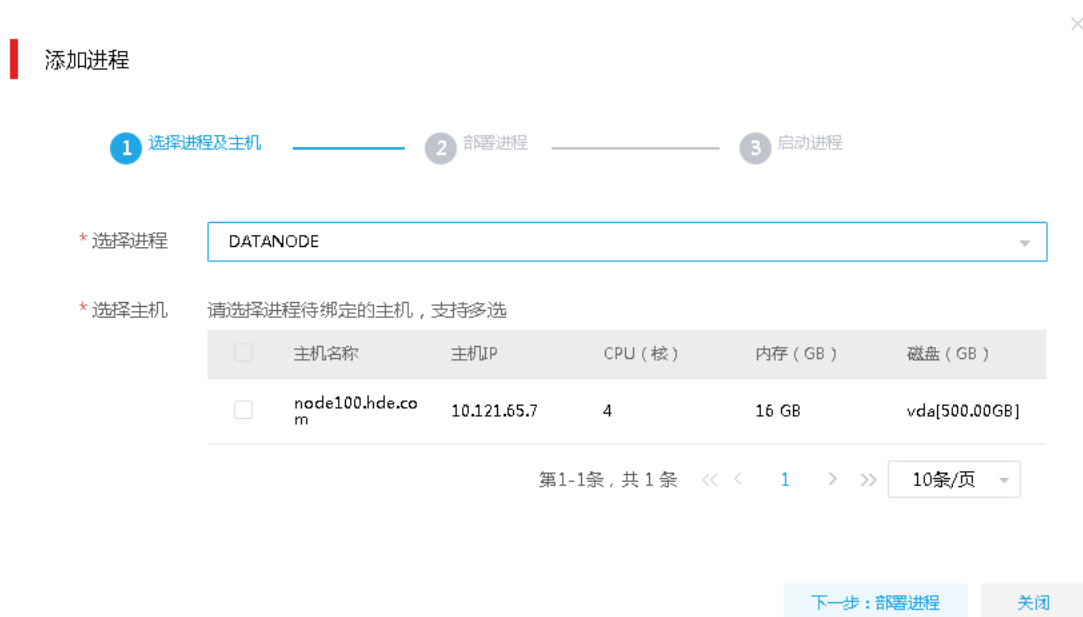 添加进程
1 选择进程及主机 2 部署进程 3 启动进程
* 选择进程 DATANODE
* 选择主机 请选择进程待绑定的主机，支持多选
主机名称 主机IP CPU（核） 内存（GB） 磁盘（GB）
node100.hde.co
m 10.121.65.7 4 16 GB vda[500.00GB]
第1-1条，共 1 条 1 10条/页
下一步：部署进程 关闭